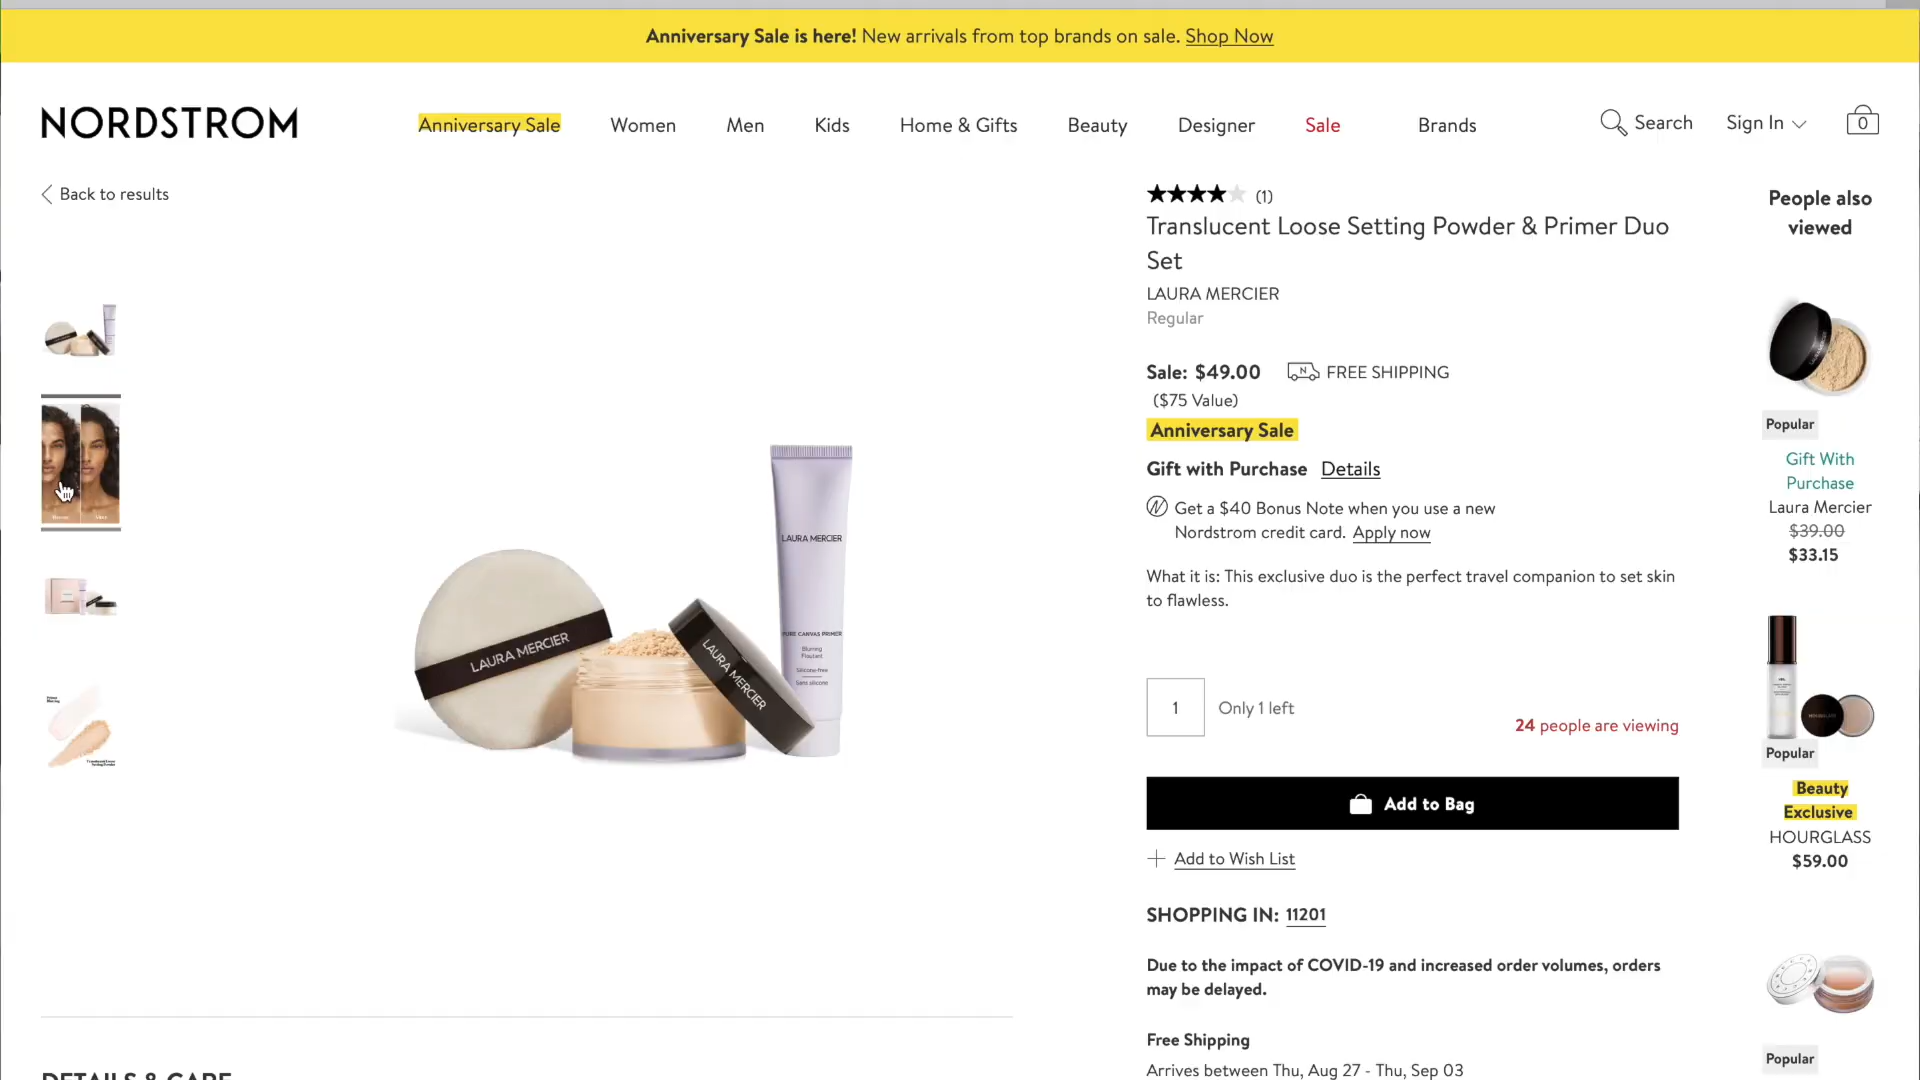 Anniversary Sale is here! New arrivals from top brands on sale. Shop Now
NORDSTROM
Anniversary Sale
Women
Men
Kids
Home & Gifts
Beauty
Designer
Sale
Brands
Search
Sign In
0
Back to results
LAURA MERCIER
LAURA MERCIER
LAURA MERCIER
PURE CANVAS PRIMER
Blurring
Floutant
Silicone-free
Sans silicone
(1)
Translucent Loose Setting Powder & Primer Duo
Set
LAURA MERCIER
Regular
Sale: $49.00
FREE SHIPPING
($75 Value)
Anniversary Sale
Gift with Purchase Details
Get a $40 Bonus Note when you use a new
Nordstrom credit card. Apply now
What it is: This exclusive duo is the perfect travel companion to set skin
to flawless.
1
Only 1 left
24 people are viewing
Add to Bag
Add to Wish List
SHOPPING IN: 11201
Due to the impact of COVID-19 and increased order volumes, orders
may be delayed.
Free Shipping
Arrives between Thu, Aug 27 - Thu, Sep 03
DETAILS & CARE
People also
viewed
Popular
Gift With
Purchase
Laura Mercier
$39.00
$33.15
Popular
Beauty
Exclusive
HOURGLASS
$59.00
Popular